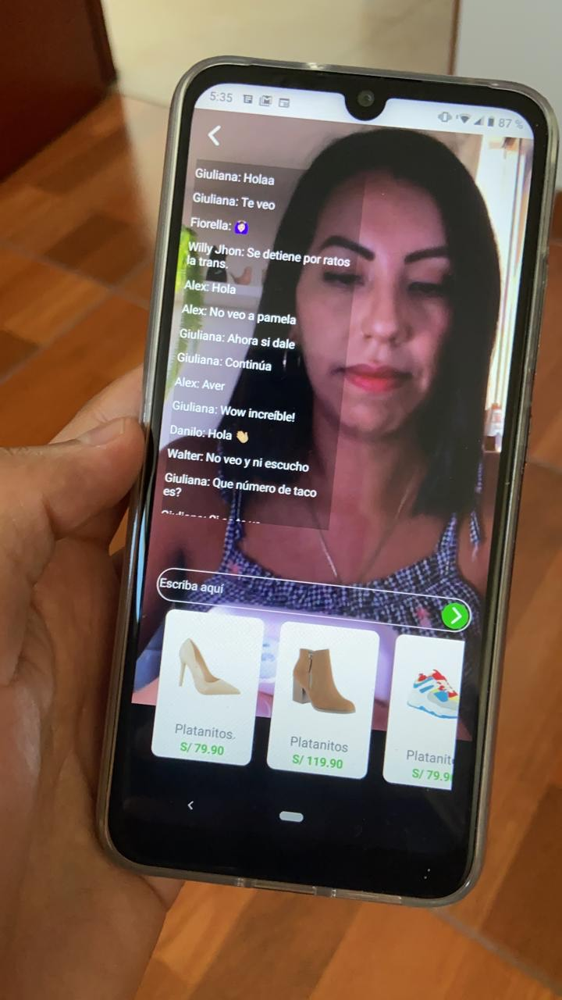 5:35
87 %
Giuliana: Holaa
Giuliana: Te veo
Fiorella: 🙆🏻‍♀️
Willy Jhon: Se detiene por ratos
la trans.
Alex: Hola
Alex: No veo a pamela
Giuliana: Ahora si dale
Giuliana: Continúa
Alex: Aver
Giuliana: Wow increíble!
Danilo: Hola 👋🏼
Walter: No veo y ni escucho
Giuliana: Que número de taco
es?
Escriba aquí
Platanitos
S/ 79.90
Platanitos
S/ 119.90
Platanit
S/ 79.9